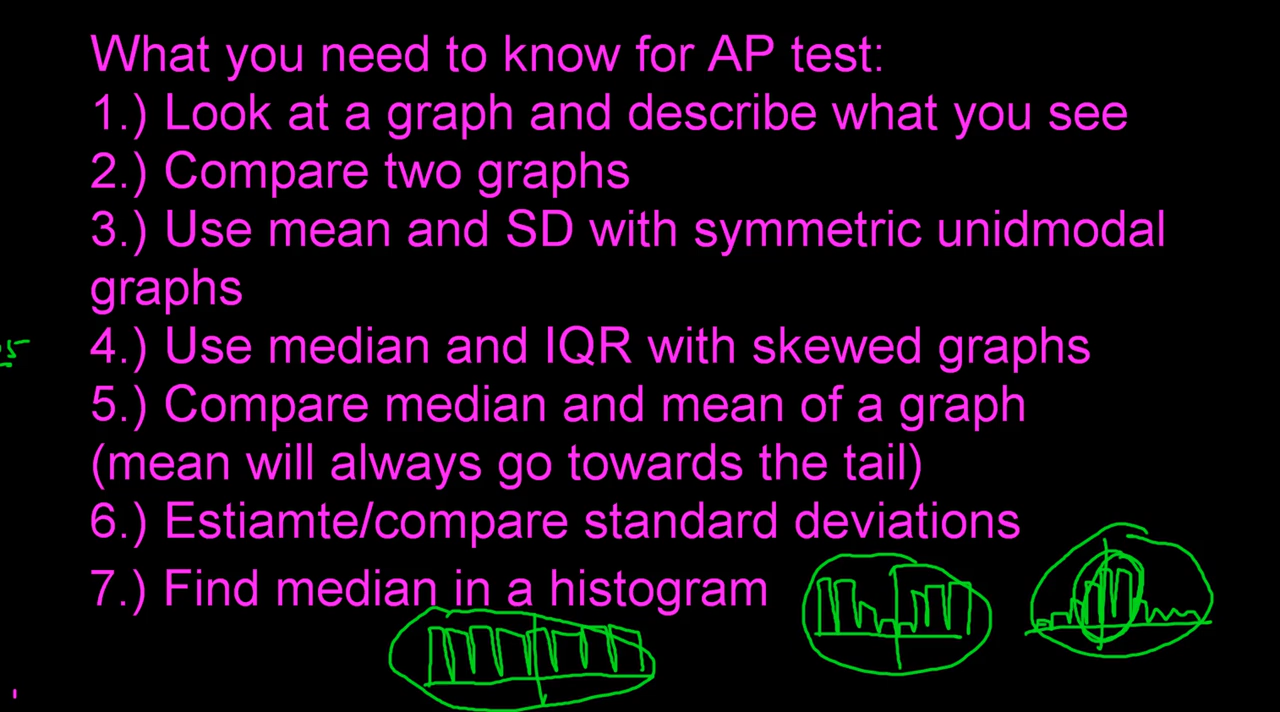 What you need to know for AP test:
1.) Look at a graph and describe what you see
2.) Compare two graphs
3.) Use mean and SD with symmetric unidmodal
graphs
4.) Use median and IQR with skewed graphs
5.) Compare median and mean of a graph
(mean will always go towards the tail)
6.) Estiamte/compare standard deviations
7.) Find median in a histogram